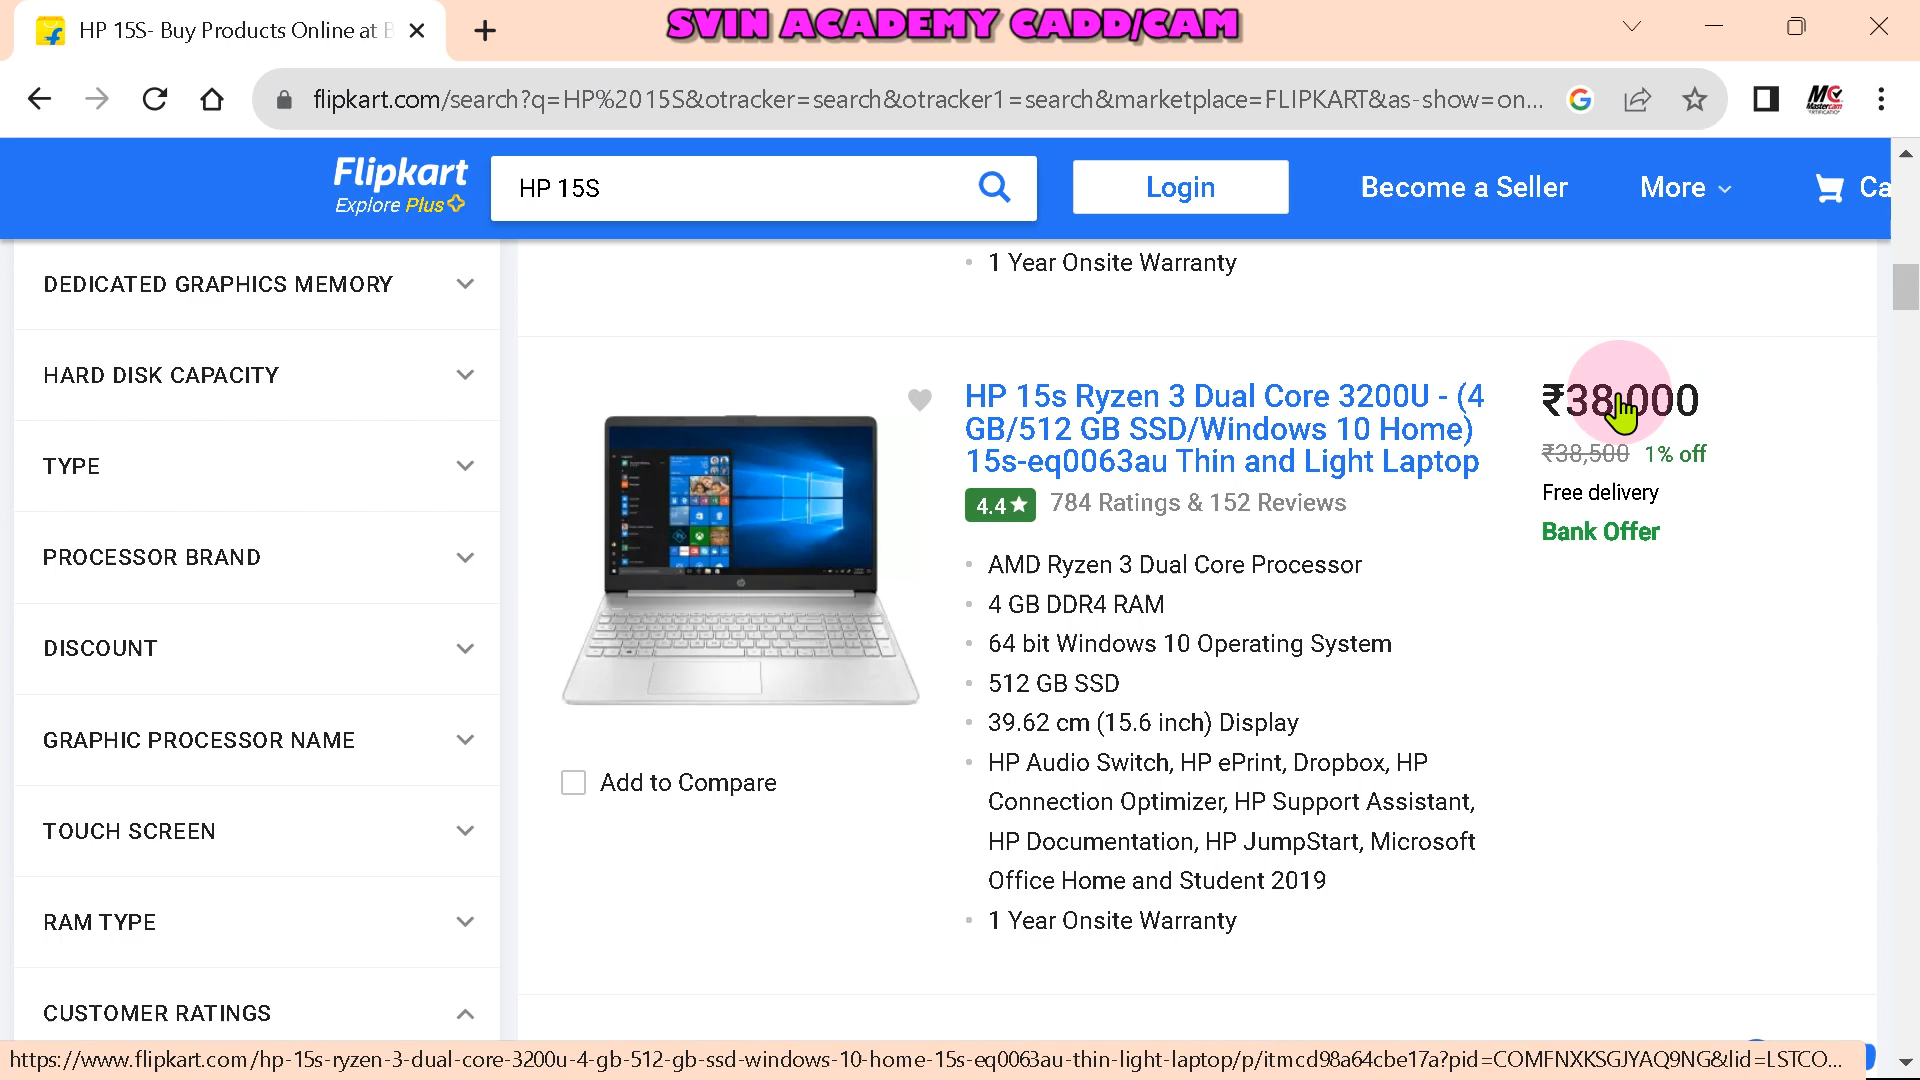 SVIN ACADEMY CADD/CAM
HP 15S- Buy Products Online at B
flipkart.com/search?q=HP%2015S&otracker=search&otracker1=search&marketplace=FLIPKART&as-show=on...
Flipkart
Explore Plus
HP 15S
Login
Become a Seller
More
Ca
DEDICATED GRAPHICS MEMORY
HARD DISK CAPACITY
TYPE
PROCESSOR BRAND
DISCOUNT
GRAPHIC PROCESSOR NAME
TOUCH SCREEN
RAM TYPE
CUSTOMER RATINGS
1 Year Onsite Warranty
Add to Compare
HP 15s Ryzen 3 Dual Core 3200U - (4
GB/512 GB SSD/Windows 10 Home)
15s-eq0063au Thin and Light Laptop
4.4★ 784 Ratings & 152 Reviews
AMD Ryzen 3 Dual Core Processor
4 GB DDR4 RAM
64 bit Windows 10 Operating System
512 GB SSD
39.62 cm (15.6 inch) Display
HP Audio Switch, HP ePrint, Dropbox, HP
Connection Optimizer, HP Support Assistant,
HP Documentation, HP JumpStart, Microsoft
Office Home and Student 2019
1 Year Onsite Warranty
₹38,000
₹38,500 1% off
Free delivery
Bank Offer
https://www.flipkart.com/hp-15s-ryzen-3-dual-core-3200u-4-gb-512-gb-ssd-windows-10-home-15s-eq0063au-thin-light-laptop/p/itmcd98a64cbe17a?pid=COMFNXKSGJYAQ9NG&lid=LSTCO...